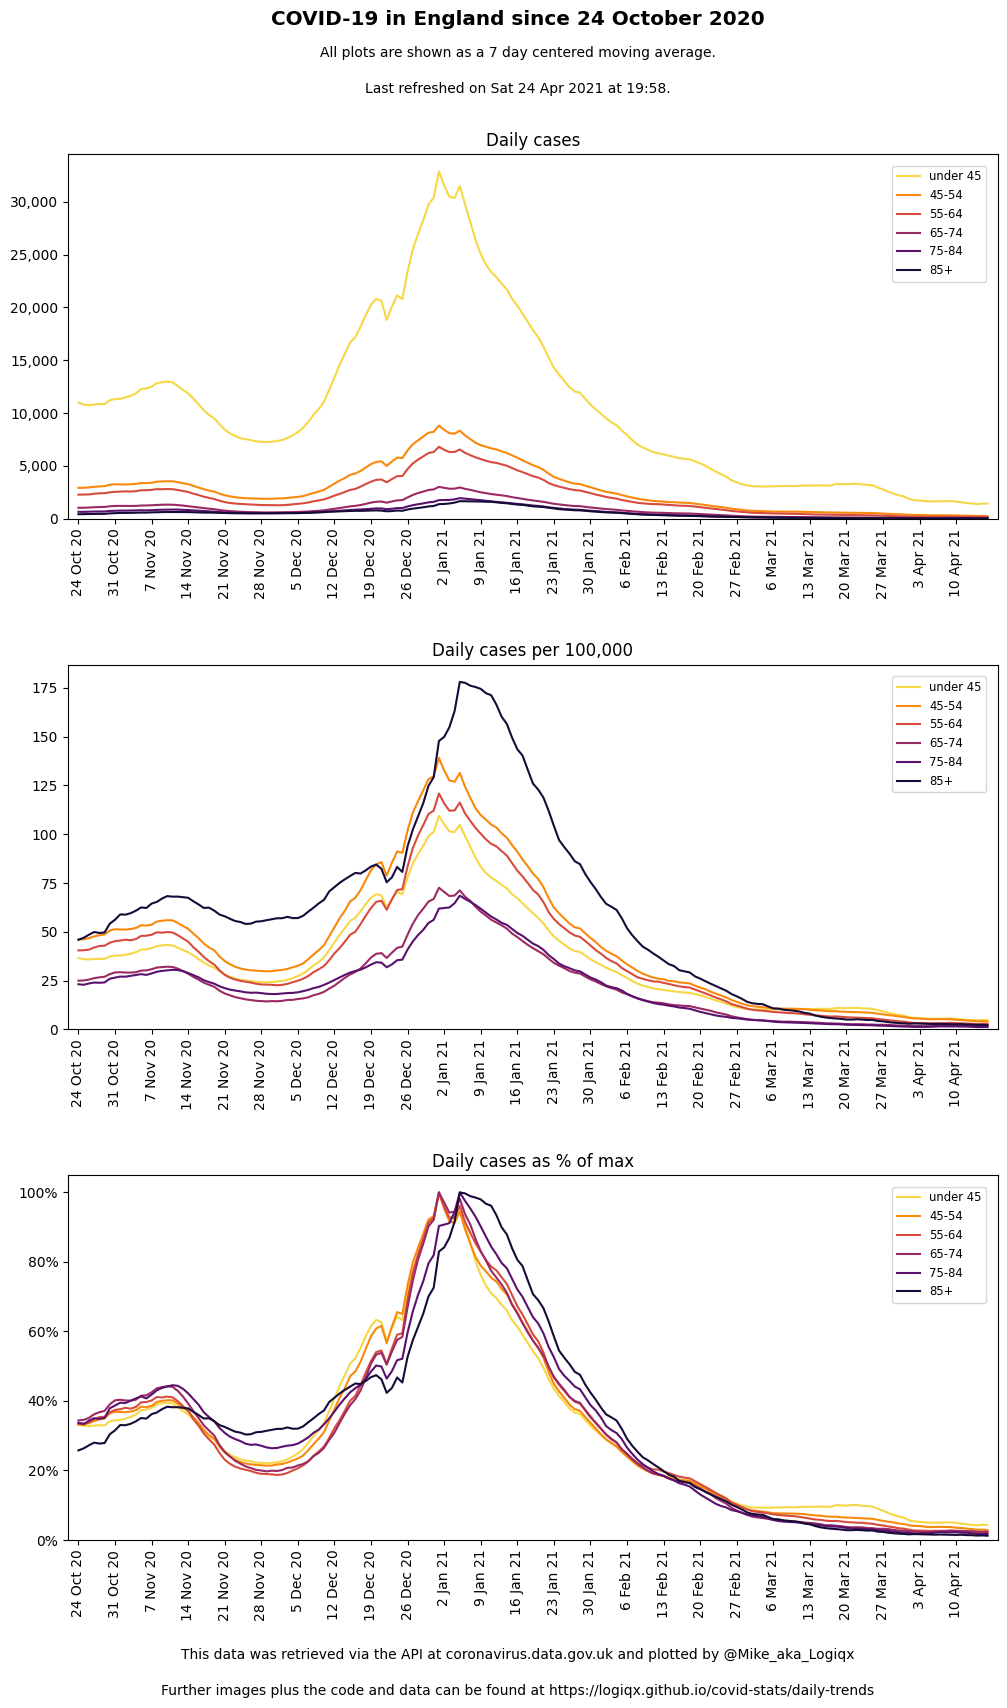 COVID-19 in England since 24 October 2020
All plots are shown as a 7 day centered moving average.
Last refreshed on Sat 24 Apr 2021 at 19:58.
Daily cases
30,000
25,000
20,000
15,000
10,000
5,000
0
under 45
45-54
55-64
65-74
75-84
85+
24 Oct 20
31 Oct 20
7 Nov 20
14 Nov 20
21 Nov 20
28 Nov 20
5 Dec 20
12 Dec 20
19 Dec 20
26 Dec 20
2 Jan 21
9 Jan 21
16 Jan 21
23 Jan 21
30 Jan 21
6 Feb 21
13 Feb 21
20 Feb 21
27 Feb 21
6 Mar 21
13 Mar 21
20 Mar 21
27 Mar 21
3 Apr 21
10 Apr 21
Daily cases per 100,000
175
150
125
100
75
50
25
0
under 45
45-54
55-64
65-74
75-84
85+
24 Oct 20
31 Oct 20
7 Nov 20
14 Nov 20
21 Nov 20
28 Nov 20
5 Dec 20
12 Dec 20
19 Dec 20
26 Dec 20
2 Jan 21
9 Jan 21
16 Jan 21
23 Jan 21
30 Jan 21
6 Feb 21
13 Feb 21
20 Feb 21
27 Feb 21
6 Mar 21
13 Mar 21
20 Mar 21
27 Mar 21
3 Apr 21
10 Apr 21
Daily cases as % of max
100%
80%
60%
40%
20%
0%
under 45
45-54
55-64
65-74
75-84
85+
24 Oct 20
31 Oct 20
7 Nov 20
14 Nov 20
21 Nov 20
28 Nov 20
5 Dec 20
12 Dec 20
19 Dec 20
26 Dec 20
2 Jan 21
9 Jan 21
16 Jan 21
23 Jan 21
30 Jan 21
6 Feb 21
13 Feb 21
20 Feb 21
27 Feb 21
6 Mar 21
13 Mar 21
20 Mar 21
27 Mar 21
3 Apr 21
10 Apr 21
This data was retrieved via the API at coronavirus.data.gov.uk and plotted by @Mike_aka_Logiqx
Further images plus the code and data can be found at https://logiqx.github.io/covid-stats/daily-trends